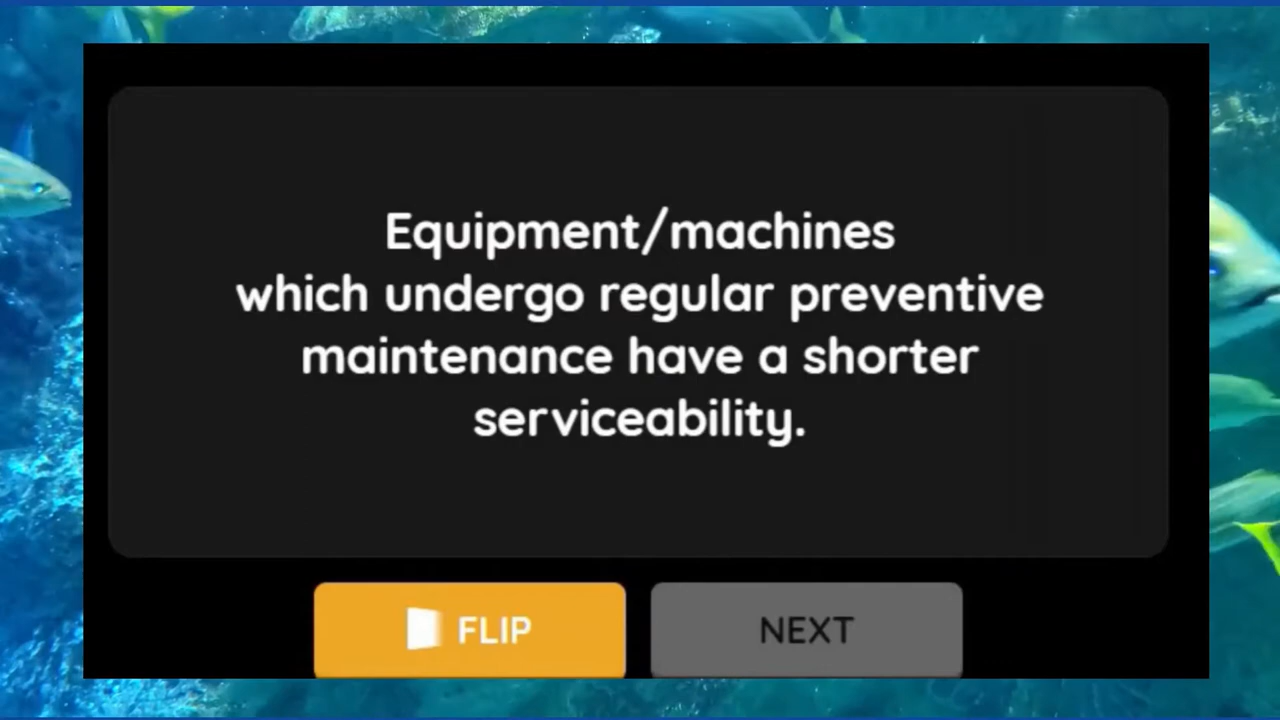 Equipment/machines
which undergo regular preventive
maintenance have a shorter
serviceability.
FLIP
NEXT